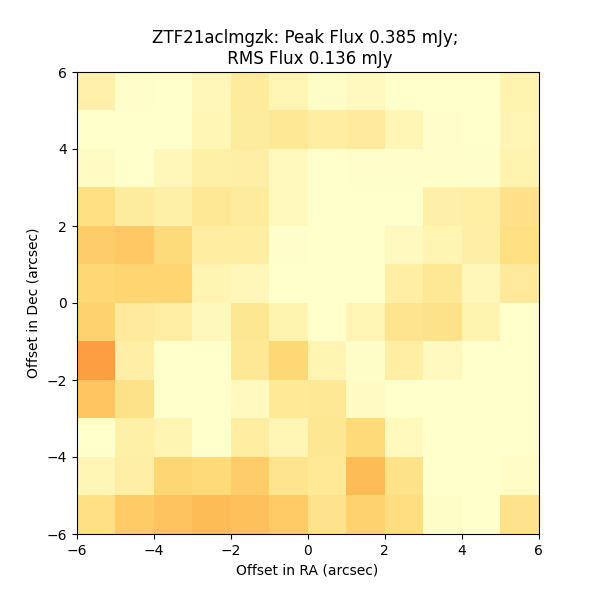 ZTF21aclmgzk: Peak Flux 0.385 mJy;
RMS Flux 0.136 mJy
6
4
2
0
−2
−4
−6
Offset in Dec (arcsec)
−6 −4 −2 0 2 4 6
Offset in RA (arcsec)